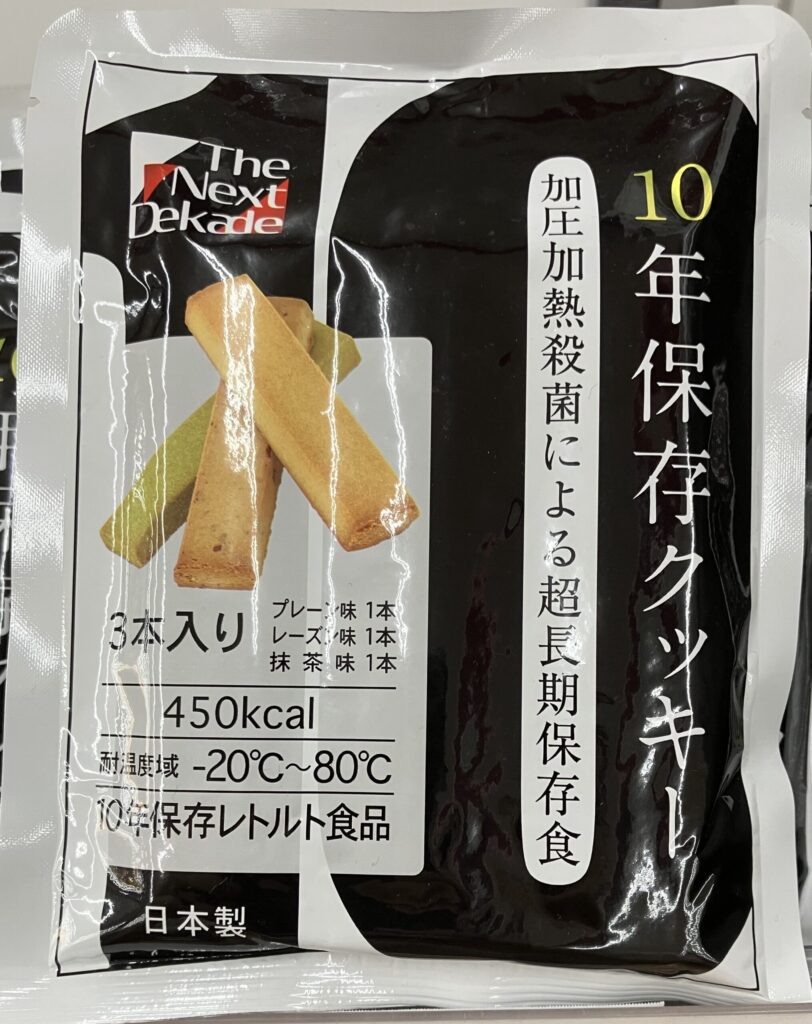 The
Next
Dekade
10年保存クッキー
加圧加熱殺菌による超長期保存食
3本入り
プレーン味 1本
レーズン味 1本
抹茶味 1本
450kcal
耐温度域 -20℃～80℃
10年保存レトルト食品
日本製